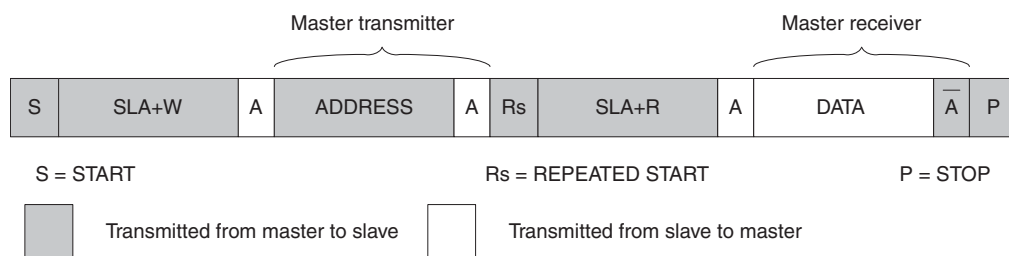 Master transmitter Master receiver
S SLA+W A ADDRESS A Rs SLA+R A DATA A̅ P
S = START Rs = REPEATED START P = STOP
Transmitted from master to slave Transmitted from slave to master